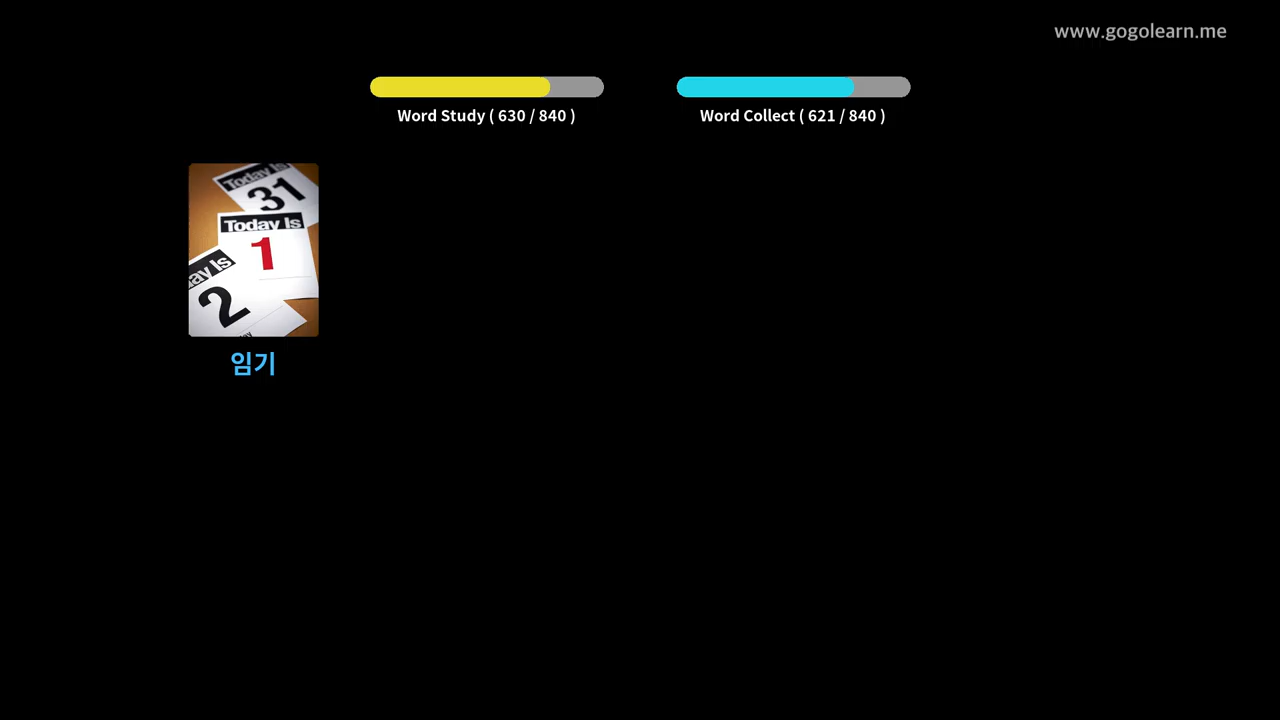 www.gogolearn.me
Word Study ( 630 / 840 )
Word Collect ( 621 / 840 )
Today Is
31
Today Is
1
ay Is
2
임기